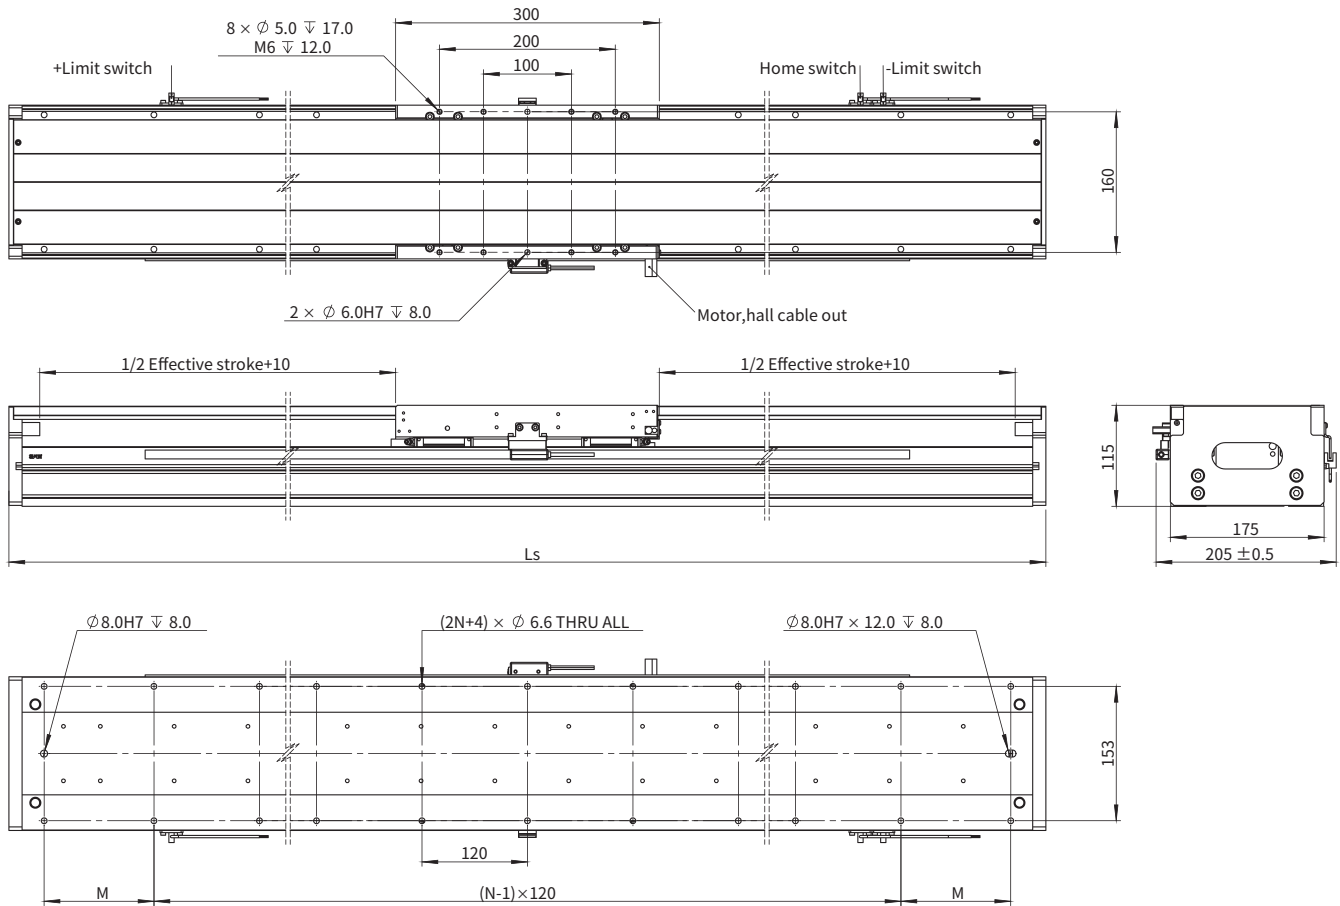 300
8 × ∅ 5.0 ↧ 17.0
200
M6 ↧ 12.0
100
+Limit switch
Home switch
-Limit switch
160
2 × ∅ 6.0H7 ↧ 8.0
Motor,hall cable out
1/2 Effective stroke+10
1/2 Effective stroke+10
115
175
Ls
205 ±0.5
∅8.0H7 ↧ 8.0
(2N+4) × ∅ 6.6 THRU ALL
∅8.0H7 × 12.0 ↧ 8.0
153
120
M
(N-1)×120
M